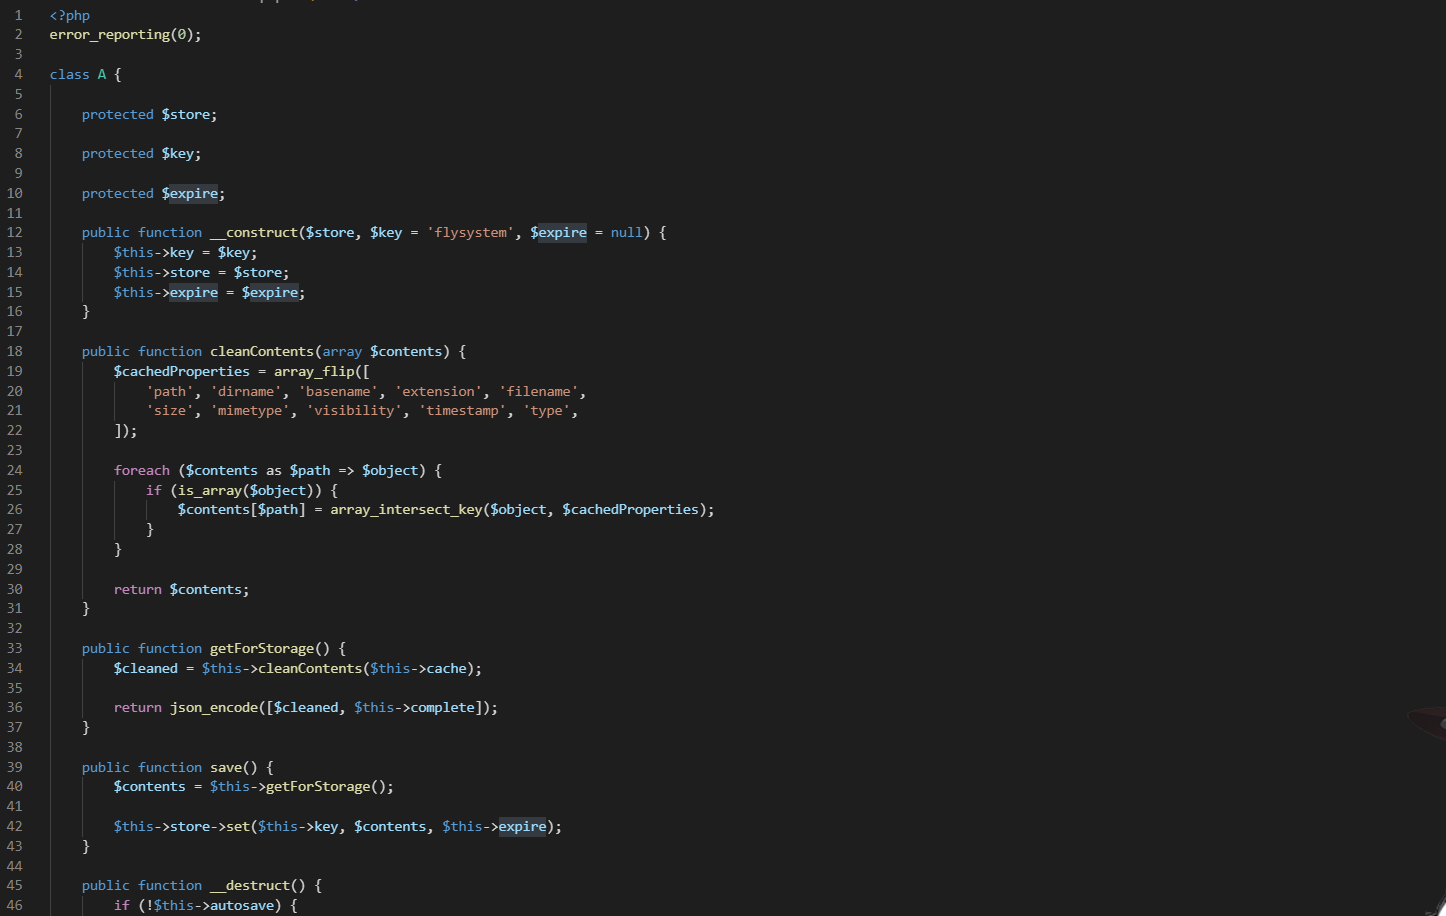 1 <?php
2 error_reporting(0);
3
4 class A {
5
6 protected $store;
7
8 protected $key;
9
10 protected $expire;
11
12 public function __construct($store, $key = 'flysystem', $expire = null) {
13 $this->key = $key;
14 $this->store = $store;
15 $this->expire = $expire;
16 }
17
18 public function cleanContents(array $contents) {
19 $cachedProperties = array_flip([
20 'path', 'dirname', 'basename', 'extension', 'filename',
21 'size', 'mimetype', 'visibility', 'timestamp', 'type',
22 ]);
23
24 foreach ($contents as $path => $object) {
25 if (is_array($object)) {
26 $contents[$path] = array_intersect_key($object, $cachedProperties);
27 }
28 }
29
30 return $contents;
31 }
32
33 public function getForStorage() {
34 $cleaned = $this->cleanContents($this->cache);
35
36 return json_encode([$cleaned, $this->complete]);
37 }
38
39 public function save() {
40 $contents = $this->getForStorage();
41
42 $this->store->set($this->key, $contents, $this->expire);
43 }
44
45 public function __destruct() {
46 if (!$this->autosave) {